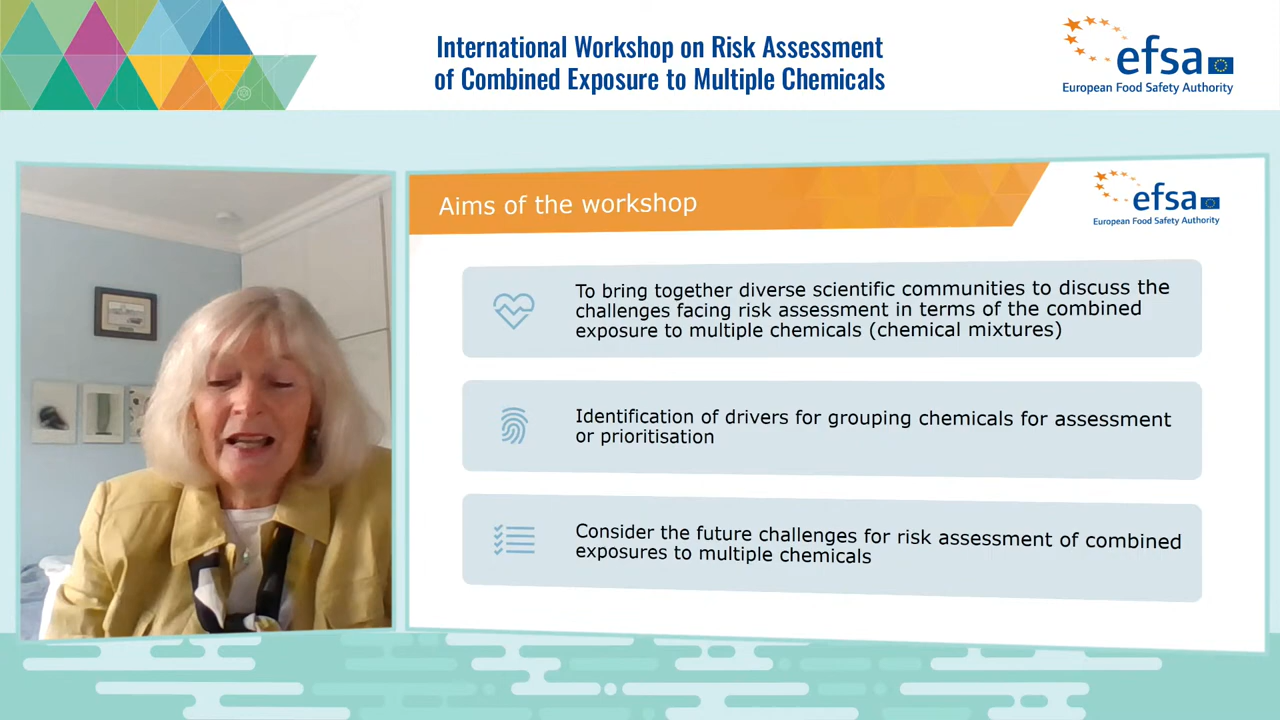 International Workshop on Risk Assessment
of Combined Exposure to Multiple Chemicals
efsa
European Food Safety Authority
Aims of the workshop
efsa
European Food Safety Authority
To bring together diverse scientific communities to discuss the
challenges facing risk assessment in terms of the combined
exposure to multiple chemicals (chemical mixtures)
Identification of drivers for grouping chemicals for assessment
or prioritisation
Consider the future challenges for risk assessment of combined
exposures to multiple chemicals